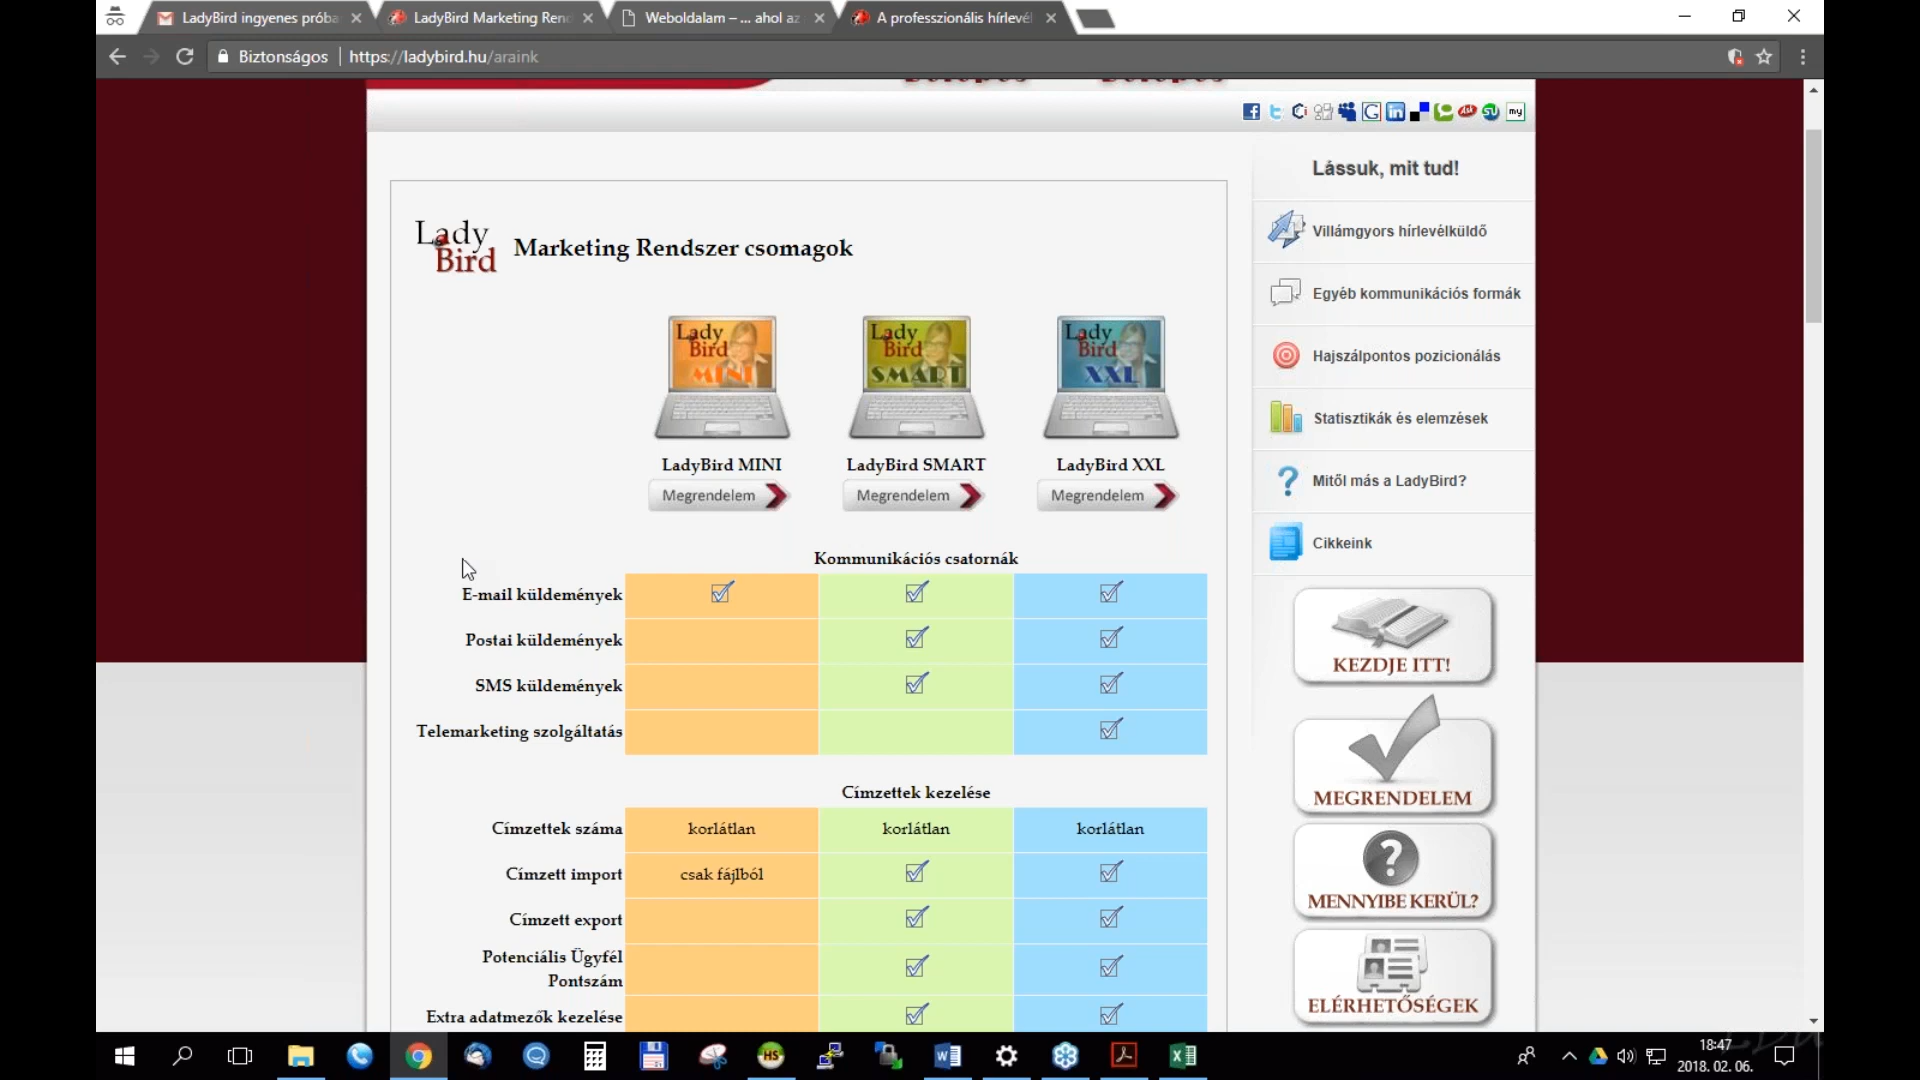 LadyBird ingyenes próba
LadyBird Marketing Ren
Weboldalam – ... ahol az
A professzionális hírlevé
Biztonságos
https://ladybird.hu/araink
my
Lássuk, mit tud!
Villámgyors hírlevélküldő
Egyéb kommunikációs formák
Hajszálpontos pozicionálás
Statisztikák és elemzések
Mitől más a LadyBird?
Cikkeink
KEZDJE ITT!
MEGRENDELEM
MENNYIBE KERÜL?
ELÉRHETŐSÉGEK
Lady
Bird
Marketing Rendszer csomagok
Lady Bird MINI
Lady Bird SMART
Lady Bird XXL
LadyBird MINI LadyBird SMART LadyBird XXL
Megrendelem Megrendelem Megrendelem
Kommunikációs csatornák
E-mail küldemények
Postai küldemények
SMS küldemények
Telemarketing szolgáltatás
Címzettek kezelése
Címzettek száma korlátlan korlátlan korlátlan
Címzett import csak fájlból
Címzett export
Potenciális Ügyfél
Pontszám
Extra adatmezők kezelése
HS
18:47
2018. 02. 06.